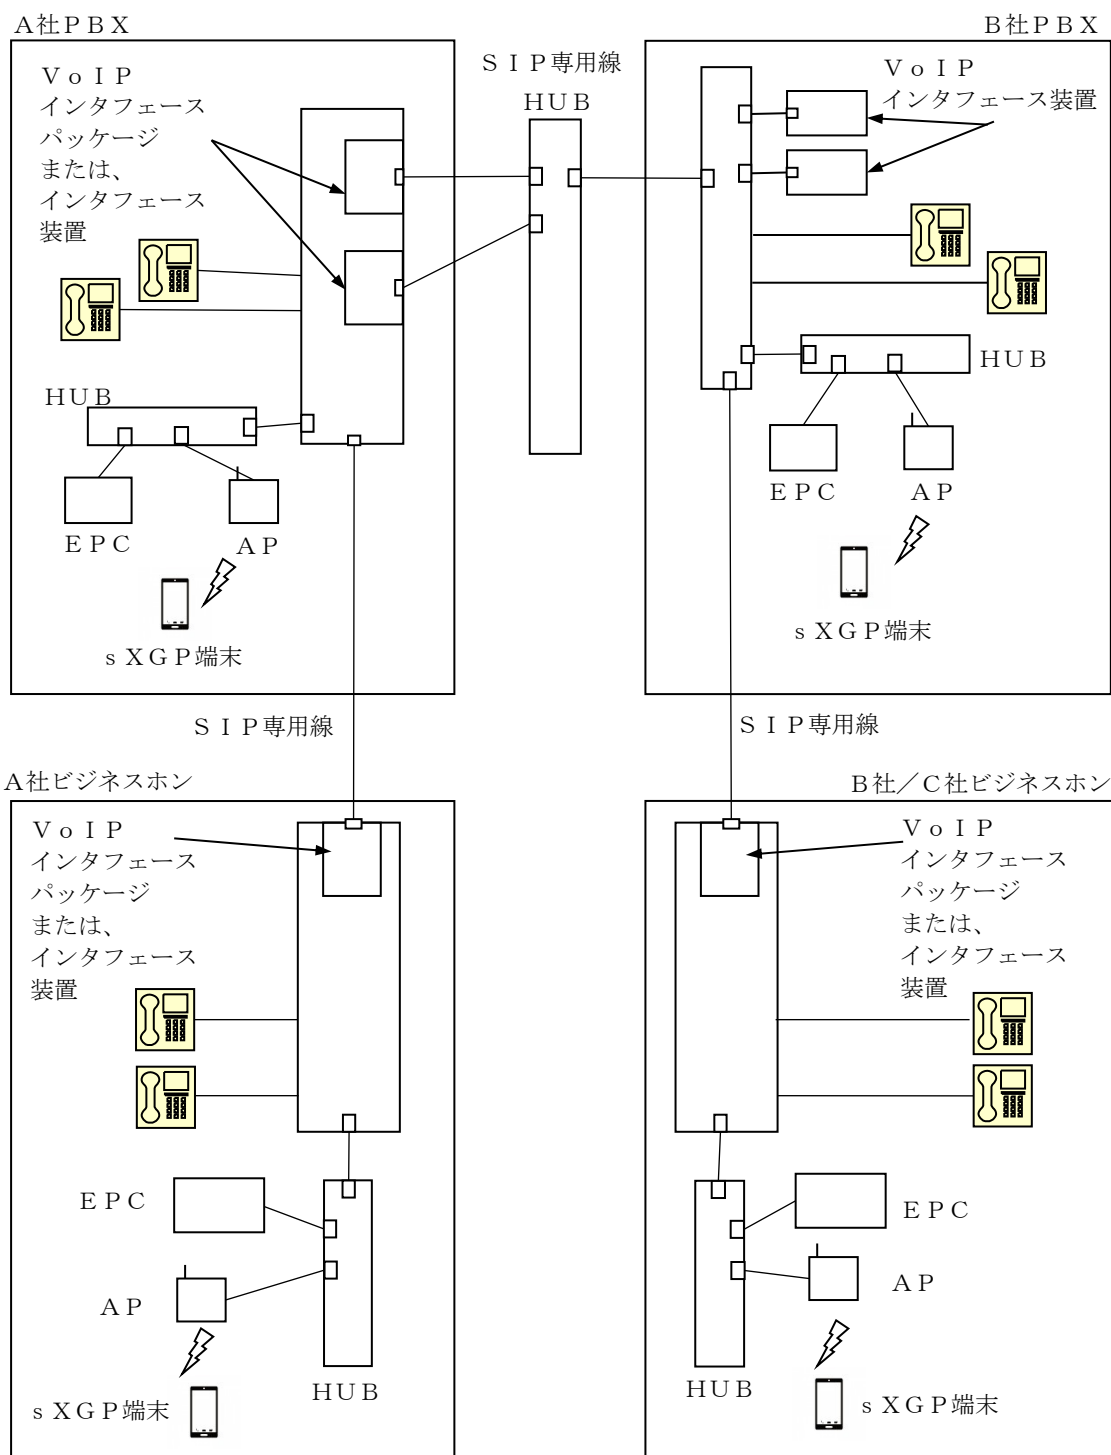 A社PBX
B社PBX
VoIP
インタフェース
パッケージ
または、
インタフェース
装置
SIP専用線
HUB
VoIP
インタフェース装置
HUB
HUB
EPC
AP
EPC
AP
sXGP端末
sXGP端末
SIP専用線
SIP専用線
A社ビジネスホン
B社／C社ビジネスホン
VoIP
インタフェース
パッケージ
または、
インタフェース
装置
VoIP
インタフェース
パッケージ
または、
インタフェース
装置
EPC
EPC
AP
AP
HUB
HUB
sXGP端末
sXGP端末